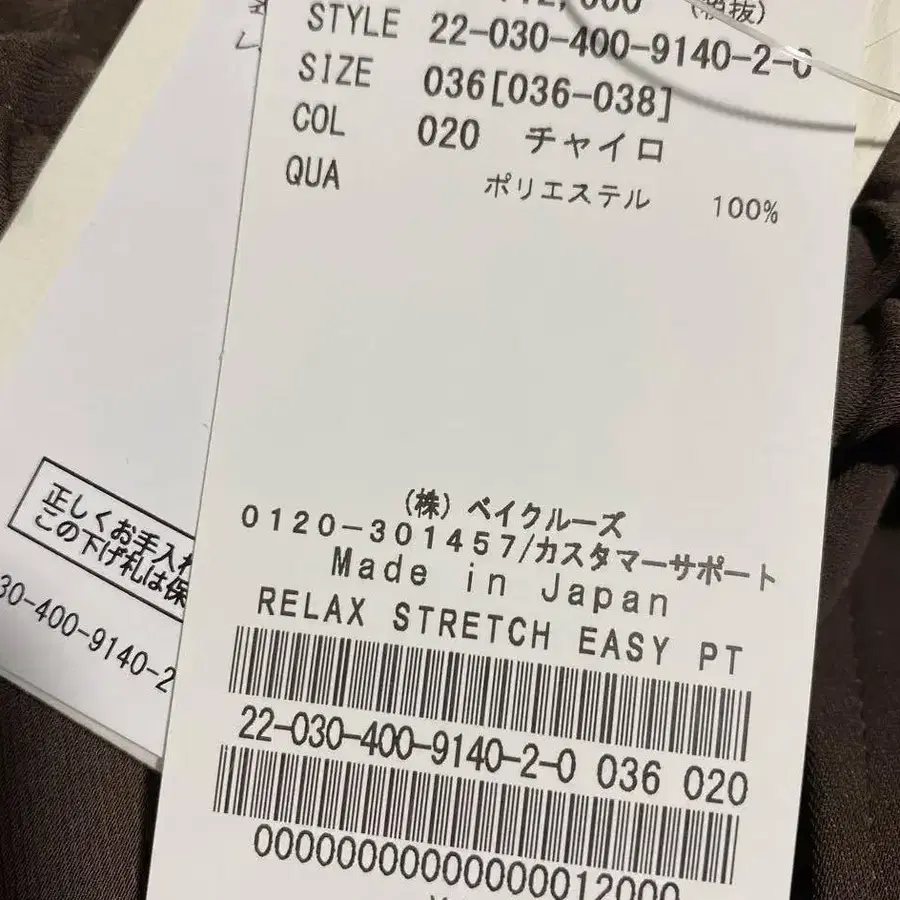 (税抜)
STYLE 22-030-400-9140-2-0
SIZE 036[036-038]
COL 020 チャイロ
QUA ポリエステル 100%
(株)ベイクルーズ
0120-301457/カスタマーサポート
Made in Japan
RELAX STRETCH EASY PT
22-030-400-9140-2-0 036 020
正しくお手入れ
この下げ札は保
30-400-9140-2